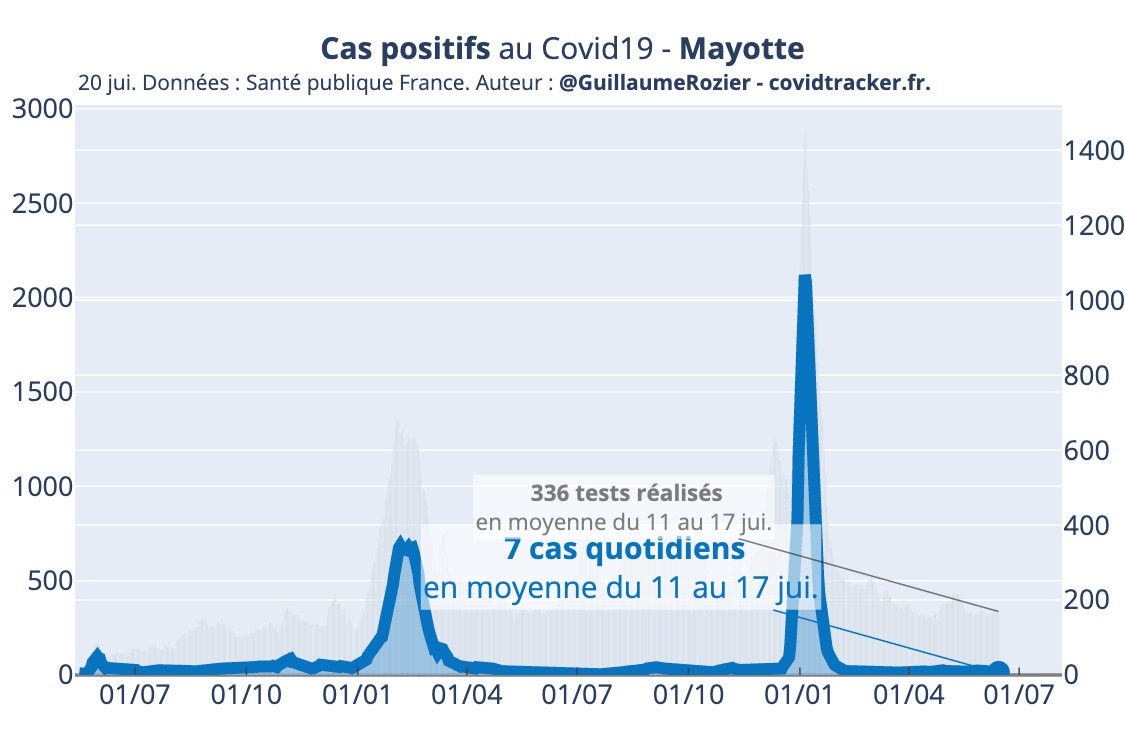 Cas positifs au Covid19 - Mayotte
20 jui. Données : Santé publique France. Auteur : @GuillaumeRozier - covidtracker.fr.
3000
2500
2000
1500
1000
500
0
1400
1200
1000
800
600
400
200
0
336 tests réalisés
en moyenne du 11 au 17 jui.
7 cas quotidiens
en moyenne du 11 au 17 jui.
01/07 01/10 01/01 01/04 01/07 01/10 01/01 01/04 01/07